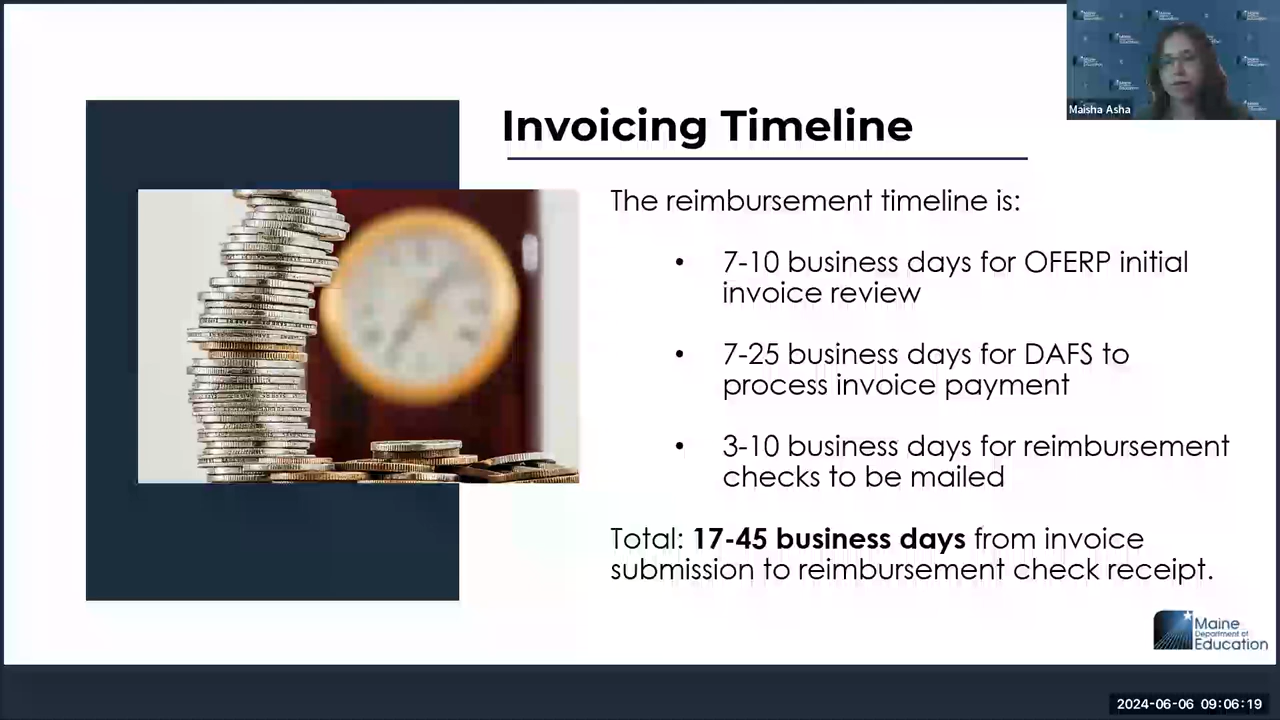 Invoicing Timeline
The reimbursement timeline is:
• 7-10 business days for OFERP initial
invoice review
• 7-25 business days for DAFS to
process invoice payment
• 3-10 business days for reimbursement
checks to be mailed
Total: 17-45 business days from invoice
submission to reimbursement check receipt.
Maisha Asha
Maine
Department of
Education
2024-06-06 09:06:19